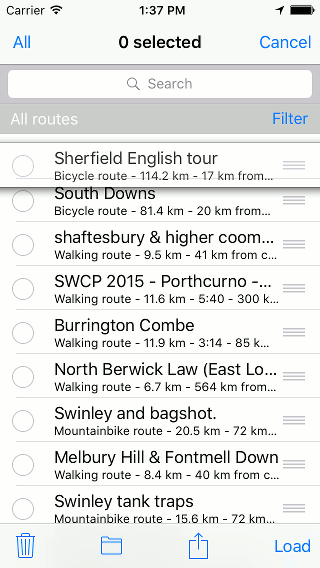 Carrier 1:37 PM
All 0 selected Cancel
Search
All routes Filter
Sherfield English tour
Bicycle route - 114.2 km - 17 km from...
South Downs
Bicycle route - 81.4 km - 20 km from...
shaftesbury & higher coom...
Walking route - 9.5 km - 41 km from c...
SWCP 2015 - Porthcurno -...
Walking route - 11.6 km - 5:40 - 300 k...
Burrington Combe
Walking route - 11.9 km - 3:14 - 85 k...
North Berwick Law (East Lo...
Walking route - 6.7 km - 564 km from...
Swinley and bagshot.
Mountainbike route - 20.5 km - 72 km...
Melbury Hill & Fontmell Down
Walking route - 8.4 km - 40 km from c...
Swinley tank traps
Mountainbike route - 15.6 km - 72 km...
Load